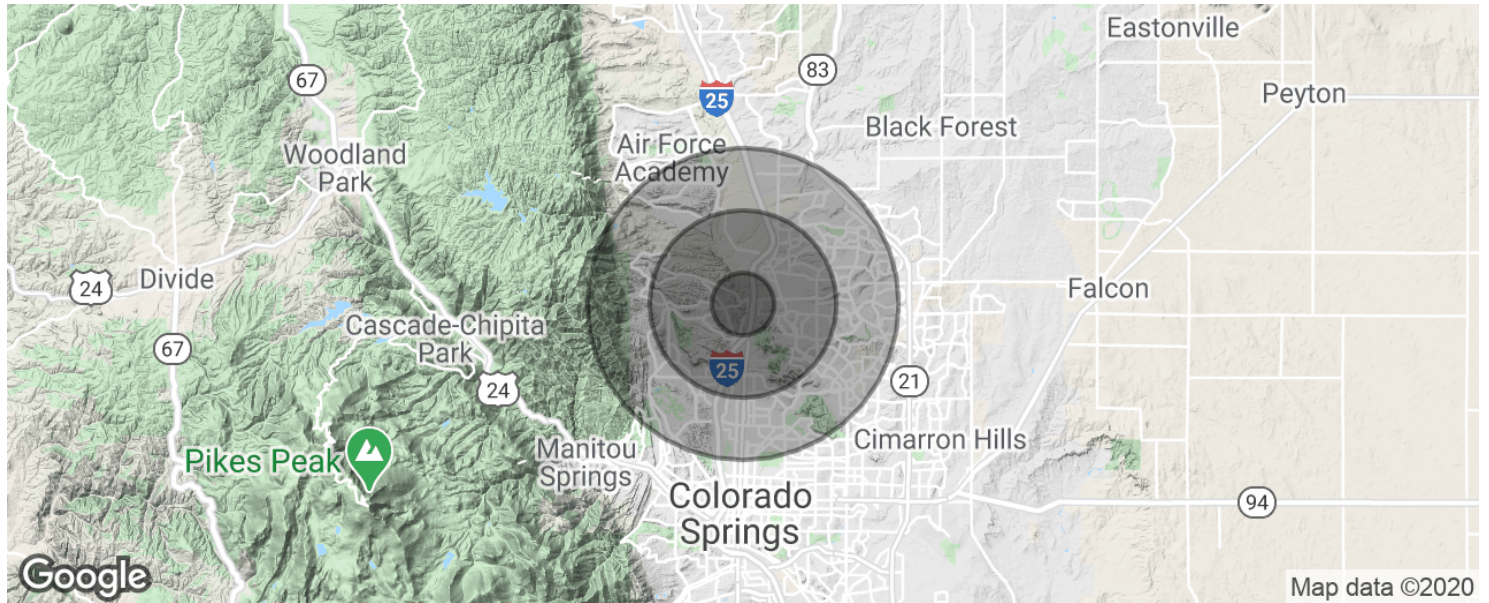 Eastonville
67
83
25
Peyton
Black Forest
Air Force
Academy
Woodland
Park
Divide
24
Falcon
Cascade-Chipita
Park
67
25
21
24
Cimarron Hills
Manitou
Springs
Pikes Peak
Colorado
Springs
94
Google
Map data ©2020